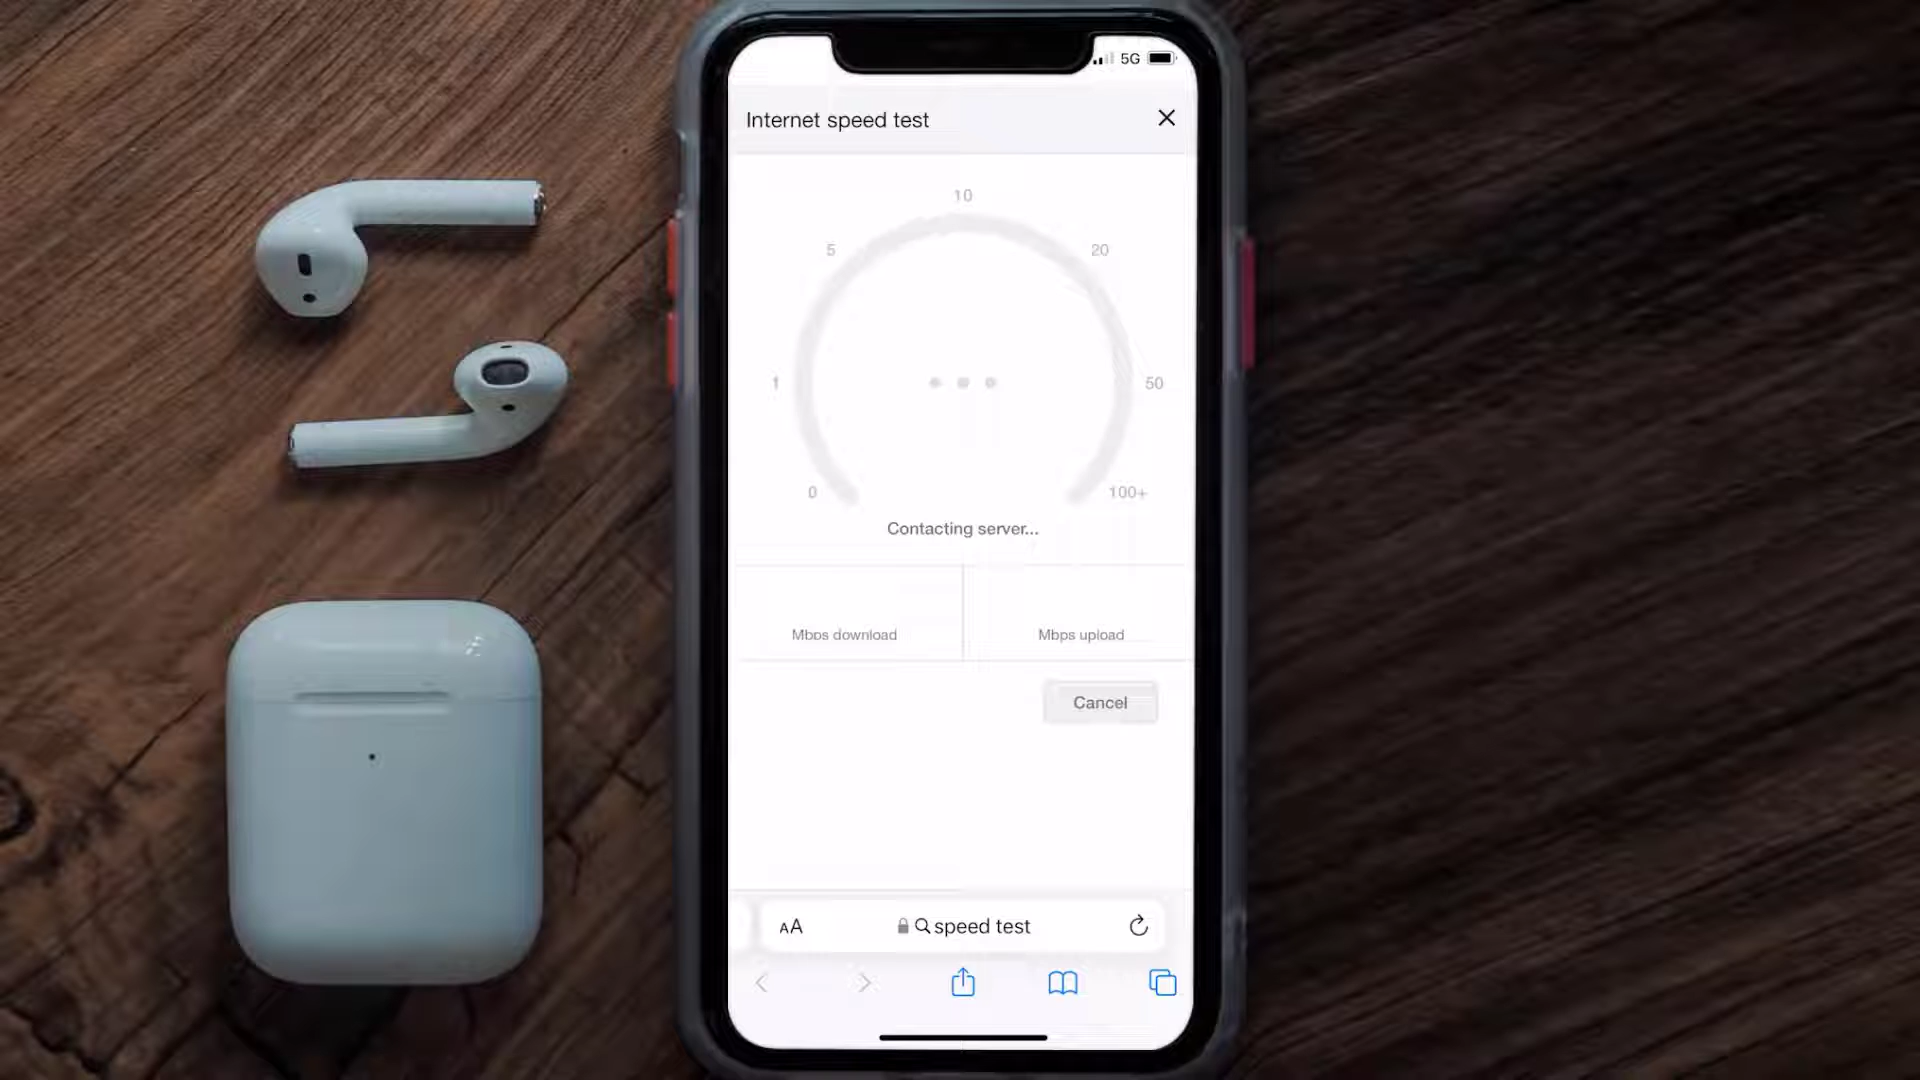 5G
Internet speed test
10
5
20
1
50
0
100+
Contacting server...
Mbps download
Mbps upload
Cancel
AA
speed test